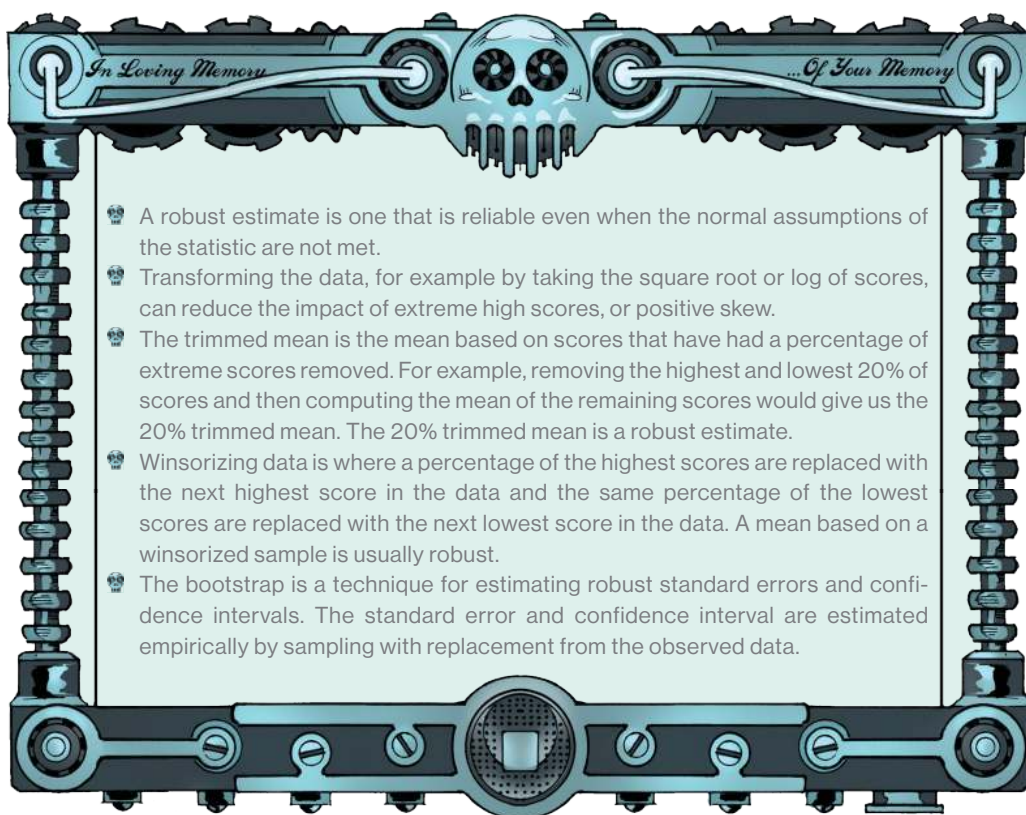 In Loving Memory
...Of Your Memory
A robust estimate is one that is reliable even when the normal assumptions of
the statistic are not met.
Transforming the data, for example by taking the square root or log of scores,
can reduce the impact of extreme high scores, or positive skew.
The trimmed mean is the mean based on scores that have had a percentage of
extreme scores removed. For example, removing the highest and lowest 20% of
scores and then computing the mean of the remaining scores would give us the
20% trimmed mean. The 20% trimmed mean is a robust estimate.
Winsorizing data is where a percentage of the highest scores are replaced with
the next highest score in the data and the same percentage of the lowest
scores are replaced with the next lowest score in the data. A mean based on a
winsorized sample is usually robust.
The bootstrap is a technique for estimating robust standard errors and confi-
dence intervals. The standard error and confidence interval are estimated
empirically by sampling with replacement from the observed data.